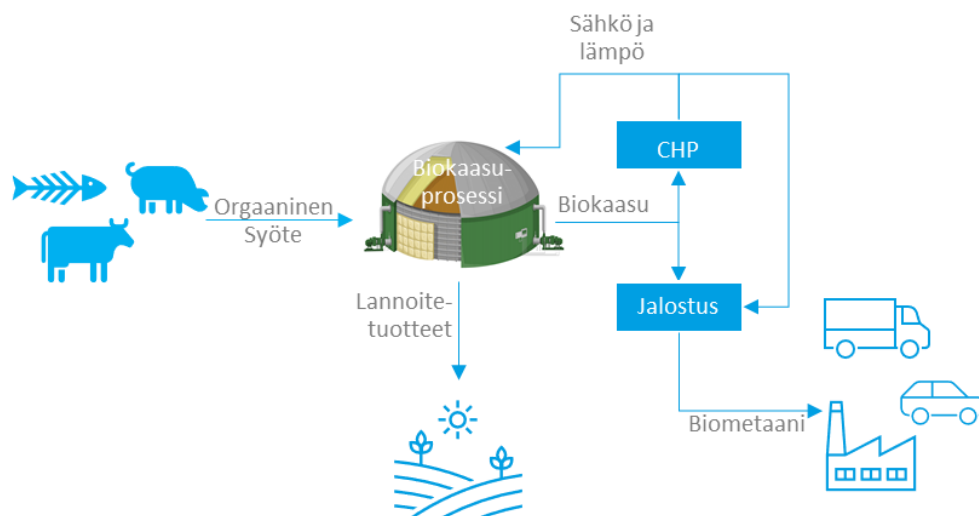 Sähkö ja
lämpö
CHP
Biokaasu-
prosessi
Orgaaninen
Syöte
Biokaasu
Lannoite-
tuotteet
Jalostus
Biometaani